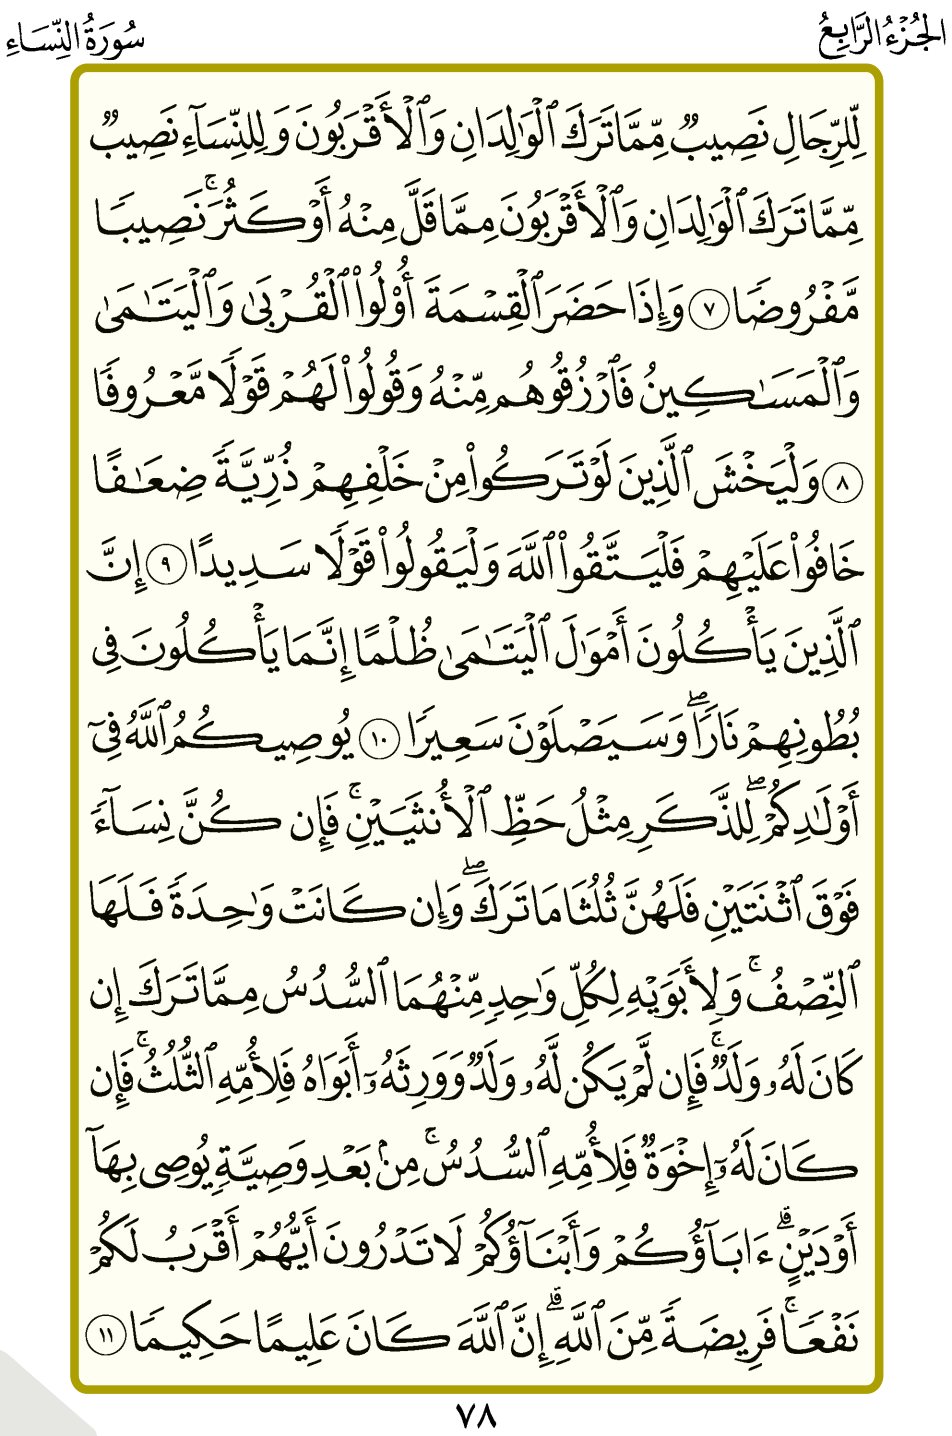 الجُزْءُ الرَّابِعُ
سُورَةُ النِّسَاءِ
لِّلرِّجَالِ نَصِيبٌ مِّمَّا تَرَكَ ٱلْوَٰلِدَانِ وَٱلْأَقْرَبُونَ وَلِلنِّسَآءِ نَصِيبٌ
مِّمَّا تَرَكَ ٱلْوَٰلِدَانِ وَٱلْأَقْرَبُونَ مِمَّا قَلَّ مِنْهُ أَوْ كَثُرَ ۚ نَصِيبًا
مَّفْرُوضًا ٧ وَإِذَا حَضَرَ ٱلْقِسْمَةَ أُو۟لُوا۟ ٱلْقُرْبَىٰ وَٱلْيَتَـٰمَىٰ
وَٱلْمَسَـٰكِينُ فَٱرْزُقُوهُم مِّنْهُ وَقُولُوا۟ لَهُمْ قَوْلًا مَّعْرُوفًا
٨ وَلْيَخْشَ ٱلَّذِينَ لَوْ تَرَكُوا۟ مِنْ خَلْفِهِمْ ذُرِّيَّةً ضِعَـٰفًا
خَافُوا۟ عَلَيْهِمْ فَلْيَتَّقُوا۟ ٱللَّهَ وَلْيَقُولُوا۟ قَوْلًا سَدِيدًا ٩ إِنَّ
ٱلَّذِينَ يَأْكُلُونَ أَمْوَٰلَ ٱلْيَتَـٰمَىٰ ظُلْمًا إِنَّمَا يَأْكُلُونَ فِى
بُطُونِهِمْ نَارًا ۖ وَسَيَصْلَوْنَ سَعِيرًا ١٠ يُوصِيكُمُ ٱللَّهُ فِىٓ
أَوْلَـٰدِكُمْ ۖ لِلذَّكَرِ مِثْلُ حَظِّ ٱلْأُنثَيَيْنِ ۚ فَإِن كُنَّ نِسَآءً
فَوْقَ ٱثْنَتَيْنِ فَلَهُنَّ ثُلُثَا مَا تَرَكَ ۖ وَإِن كَانَتْ وَٰحِدَةً فَلَهَا
ٱلنِّصْفُ ۚ وَلِأَبَوَيْهِ لِكُلِّ وَٰحِدٍ مِّنْهُمَا ٱلسُّدُسُ مِمَّا تَرَكَ إِن
كَانَ لَهُۥ وَلَدٌ ۚ فَإِن لَّمْ يَكُن لَّهُۥ وَلَدٌ وَوَرِثَهُۥٓ أَبَوَاهُ فَلِأُمِّهِ ٱلثُّلُثُ ۚ فَإِن
كَانَ لَهُۥٓ إِخْوَةٌ فَلِأُمِّهِ ٱلسُّدُسُ ۚ مِنۢ بَعْدِ وَصِيَّةٍ يُوصِى بِهَآ
أَوْ دَيْنٍ ۗ ءَابَآؤُكُمْ وَأَبْنَآؤُكُمْ لَا تَدْرُونَ أَيُّهُمْ أَقْرَبُ لَكُمْ
نَفْعًا ۚ فَرِيضَةً مِّنَ ٱللَّهِ ۗ إِنَّ ٱللَّهَ كَانَ عَلِيمًا حَكِيمًا ١١
٧٨